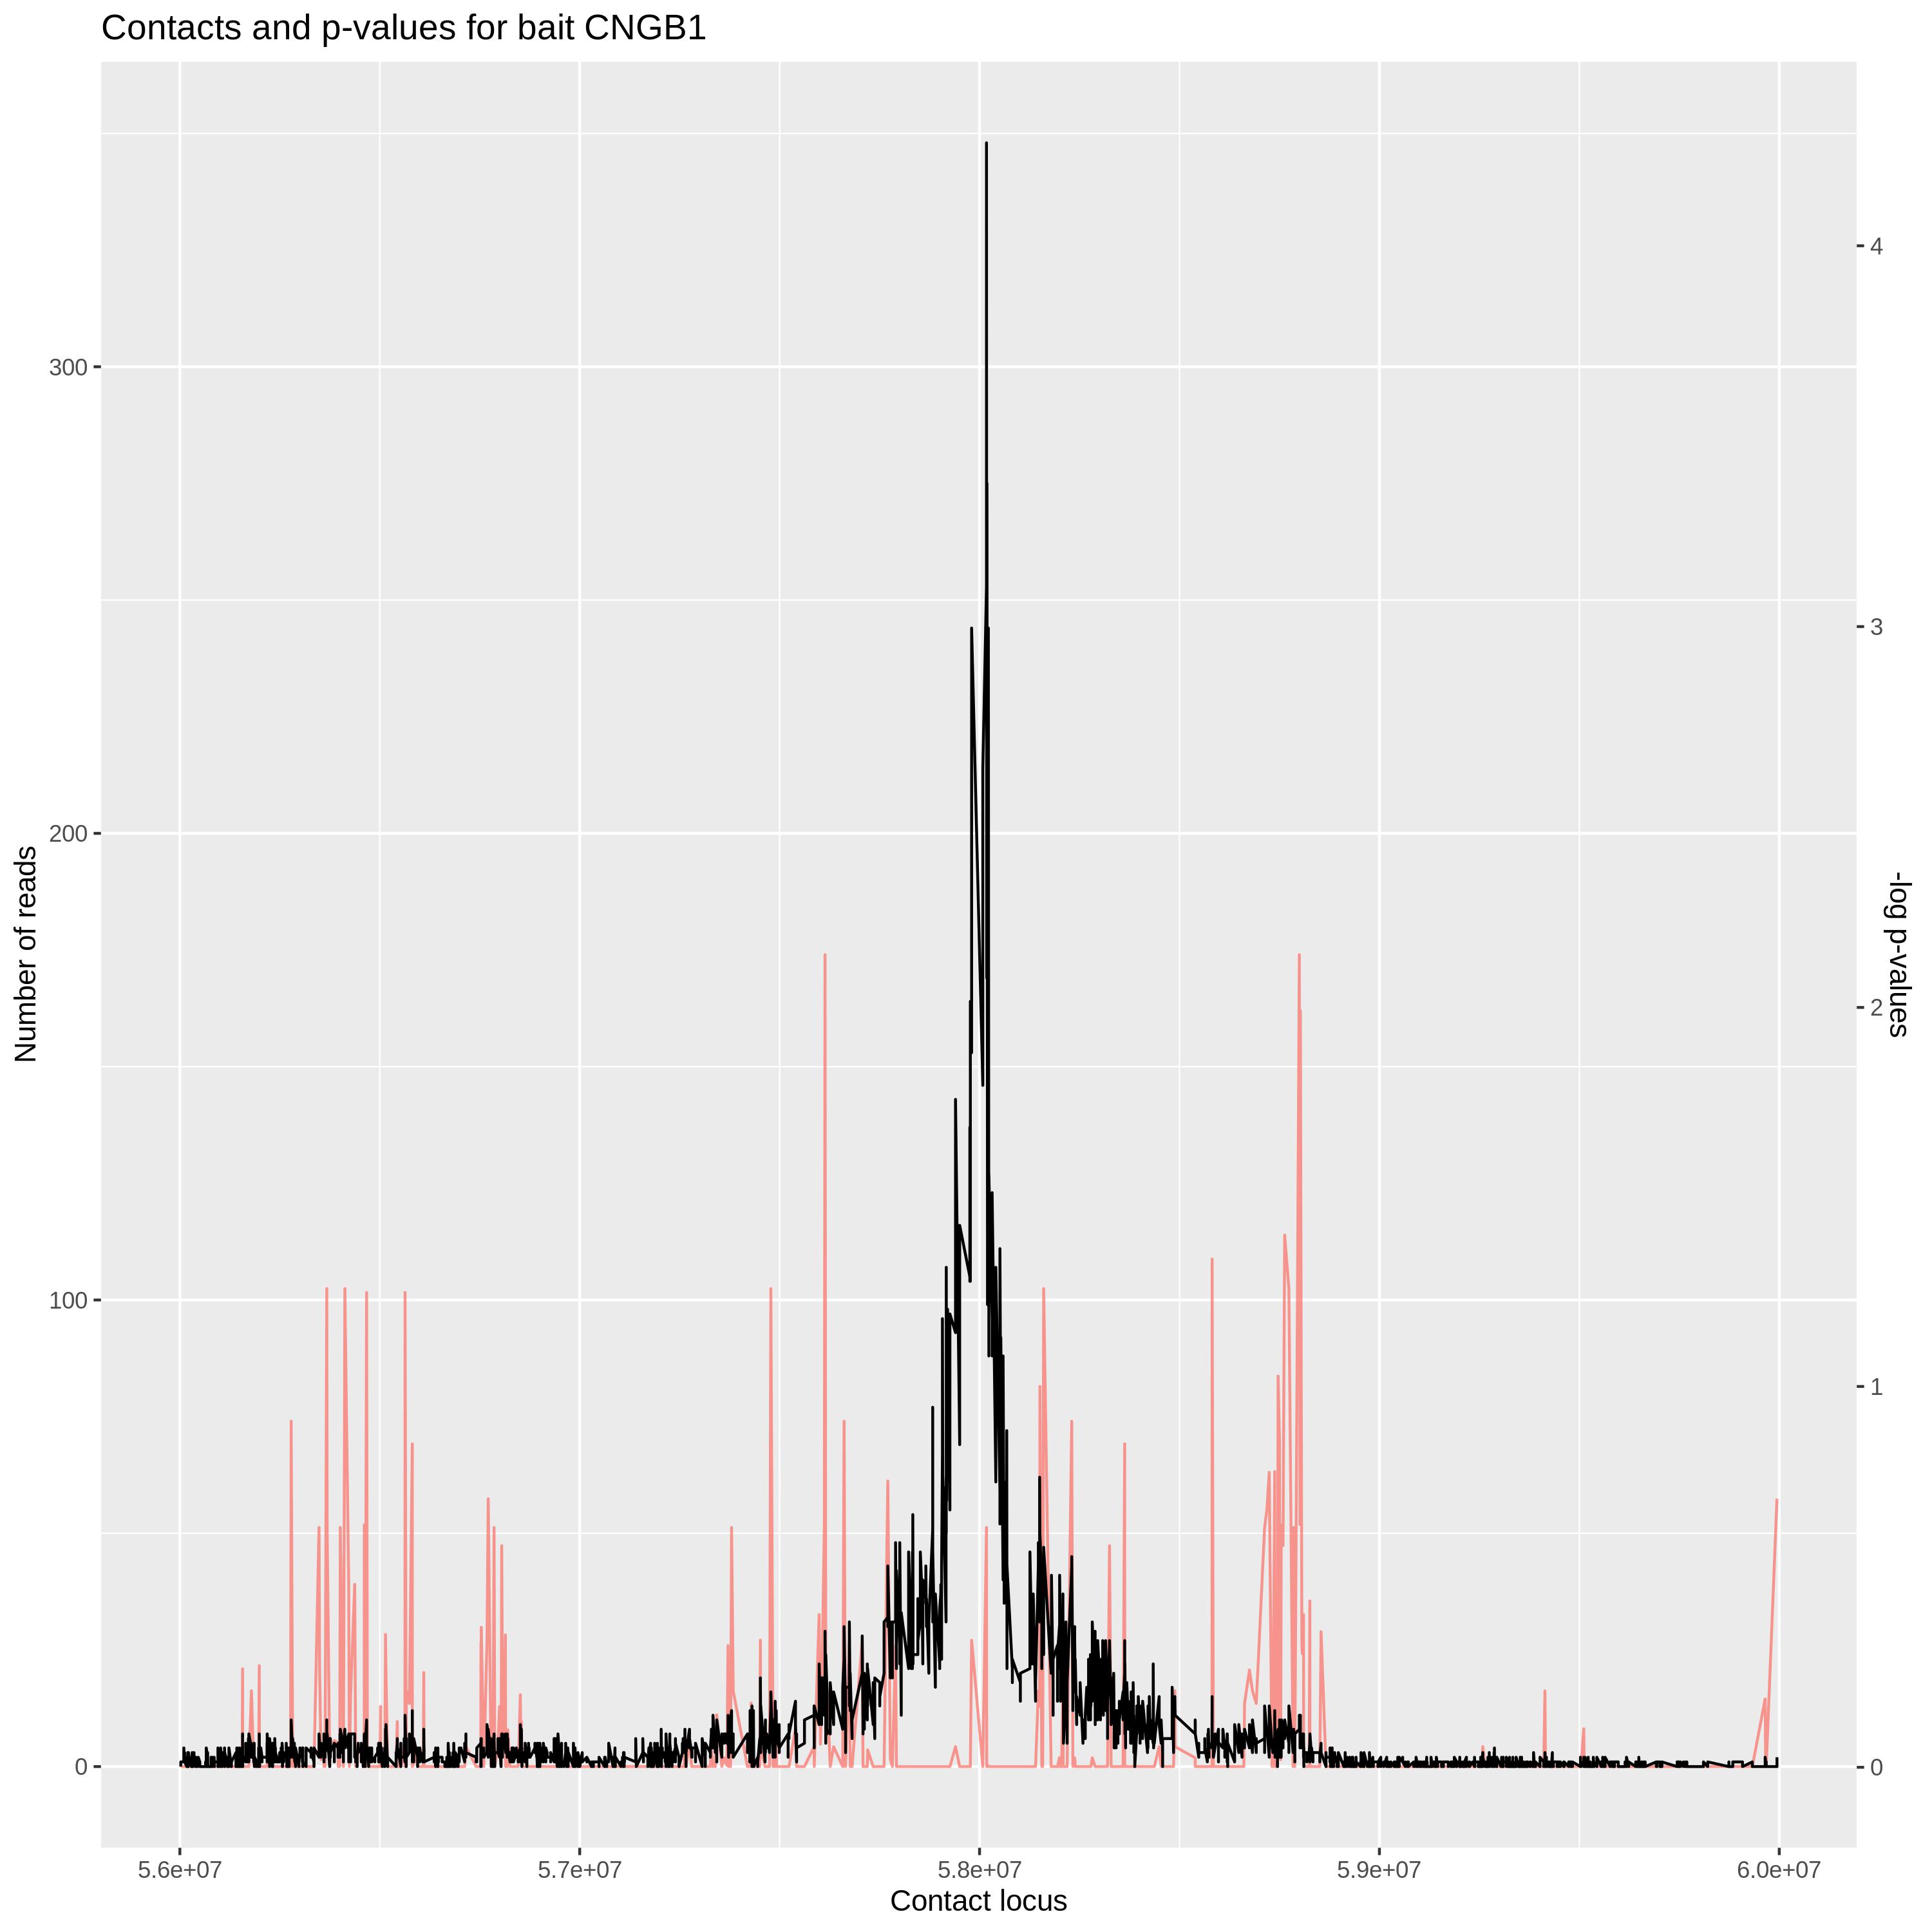 Contacts and p-values for bait CNGB1
Number of reads
300
200
100
0
4
3
2
1
0
-log p-values
5.6e+07 5.7e+07 5.8e+07 5.9e+07 6.0e+07
Contact locus